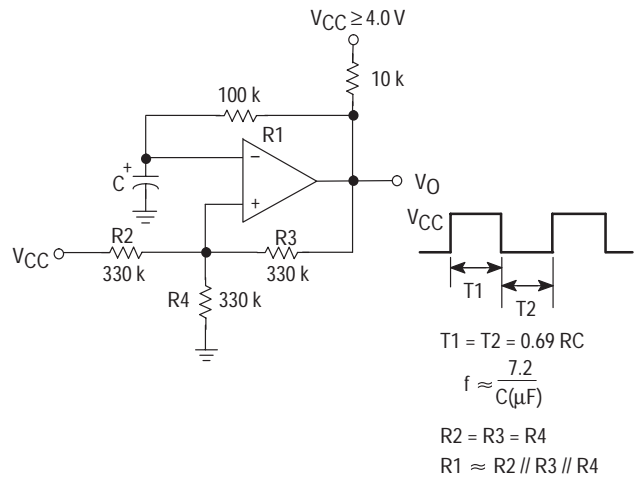 VCC ≥ 4.0 V
10 k
100 k
R1
−
+
C
+
VO
VCC
R2
330 k
R3
330 k
R4
330 k
VCC
T1
T2
T1 = T2 = 0.69 RC
f ≈ 7.2 / C(µF)
R2 = R3 = R4
R1 ≈ R2 // R3 // R4